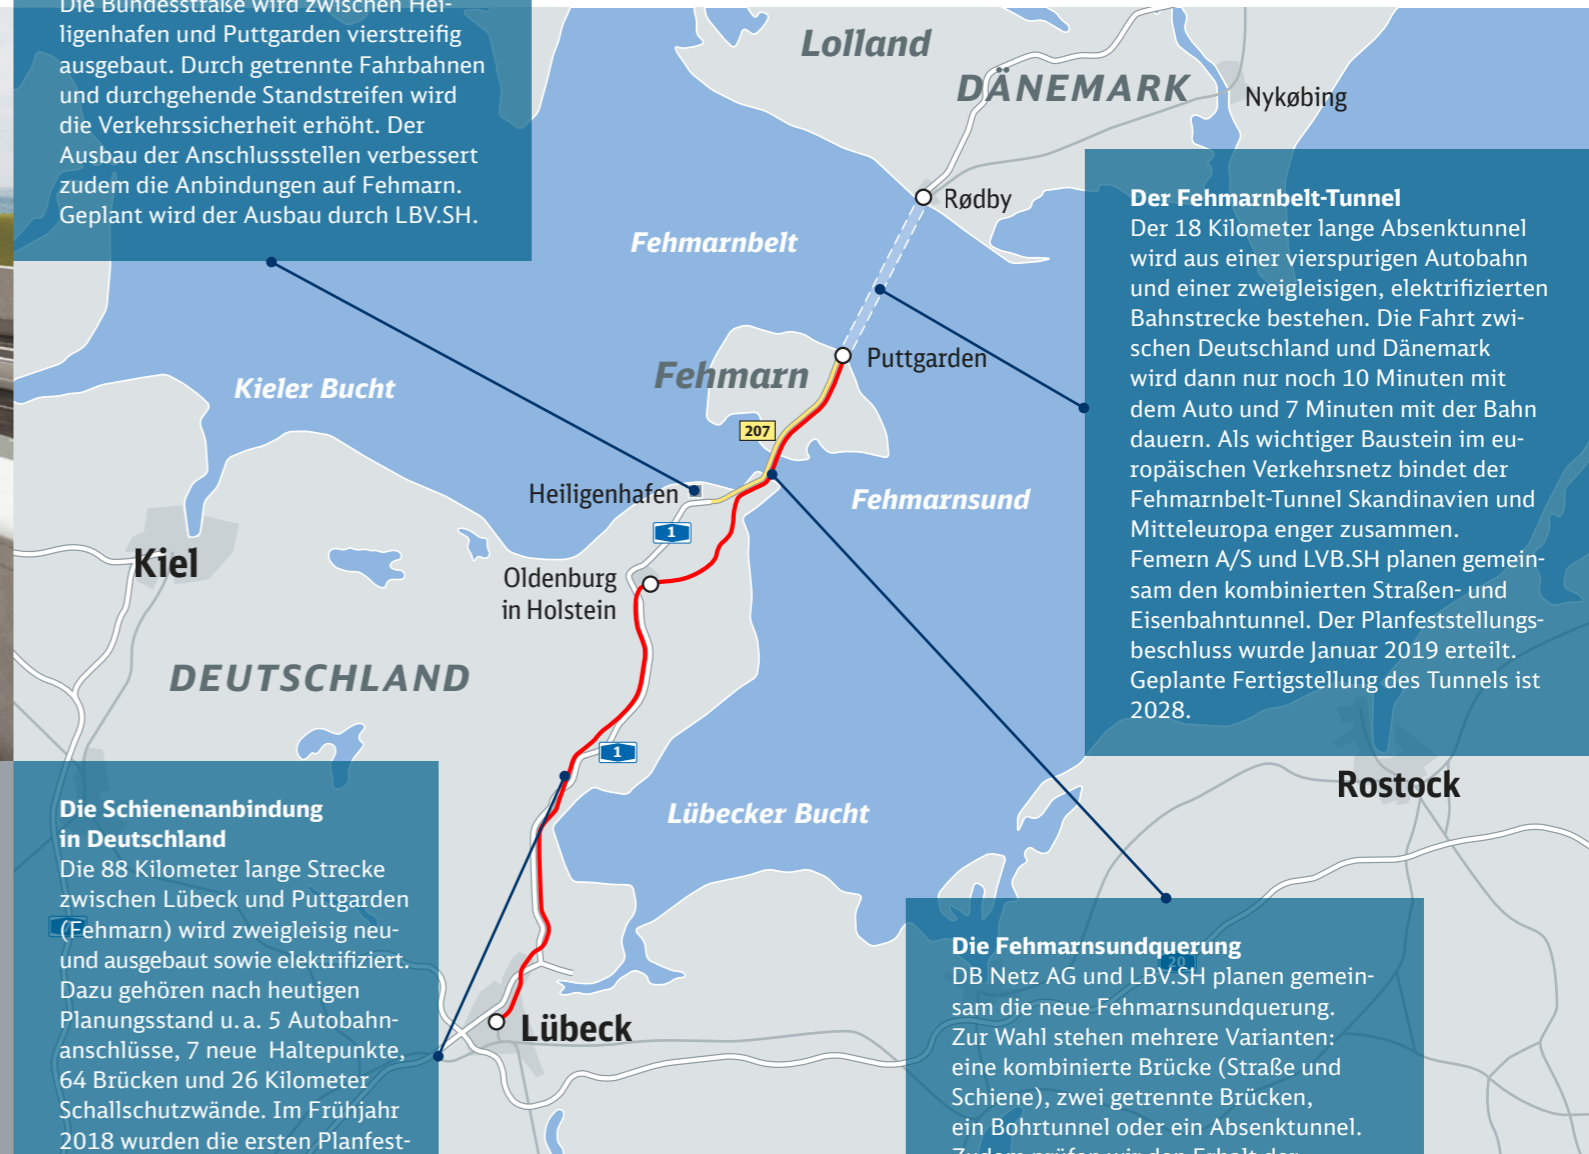 Die Bundesstraße wird zwischen Hei-
ligenhafen und Puttgarden vierstreifig
ausgebaut. Durch getrennte Fahrbahnen
und durchgehende Standstreifen wird
die Verkehrssicherheit erhöht. Der
Ausbau der Anschlussstellen verbessert
zudem die Anbindungen auf Fehmarn.
Geplant wird der Ausbau durch LBV.SH.
Lolland
DÄNEMARK
Nykøbing
Rødby
Fehmarnbelt
Puttgarden
Fehmarn
Kieler Bucht
207
Heiligenhafen
Fehmarnsund
1
Kiel
Oldenburg
in Holstein
DEUTSCHLAND
1
Lübecker Bucht
Rostock
Lübeck
Der Fehmarnbelt-Tunnel
Der 18 Kilometer lange Absenktunnel
wird aus einer vierspurigen Autobahn
und einer zweigleisigen, elektrifizierten
Bahnstrecke bestehen. Die Fahrt zwi-
schen Deutschland und Dänemark
wird dann nur noch 10 Minuten mit
dem Auto und 7 Minuten mit der Bahn
dauern. Als wichtiger Baustein im eu-
ropäischen Verkehrsnetz bindet der
Fehmarnbelt-Tunnel Skandinavien und
Mitteleuropa enger zusammen.
Femern A/S und LVB.SH planen gemein-
sam den kombinierten Straßen- und
Eisenbahntunnel. Der Planfeststellungs-
beschluss wurde Januar 2019 erteilt.
Geplante Fertigstellung des Tunnels ist
2028.
Die Schienenanbindung
in Deutschland
Die 88 Kilometer lange Strecke
zwischen Lübeck und Puttgarden
(Fehmarn) wird zweigleisig neu-
und ausgebaut sowie elektrifiziert.
Dazu gehören nach heutigen
Planungsstand u. a. 5 Autobahn-
anschlüsse, 7 neue Haltepunkte,
64 Brücken und 26 Kilometer
Schallschutzwände. Im Frühjahr
2018 wurden die ersten Planfest-
Die Fehmarnsundquerung
20
DB Netz AG und LBV.SH planen gemein-
sam die neue Fehmarnsundquerung.
Zur Wahl stehen mehrere Varianten:
eine kombinierte Brücke (Straße und
Schiene), zwei getrennte Brücken,
ein Bohrtunnel oder ein Absenktunnel.
Zudem prüfen wir den Erhalt der